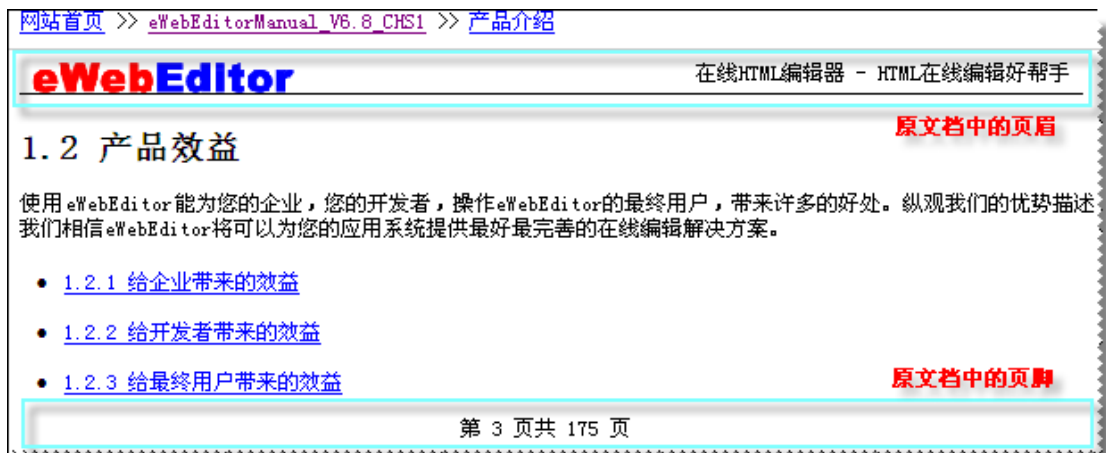 网站首页 >> eWebEditorManual_V6.8_CHS1 >> 产品介绍
eWebEditor 在线HTML编辑器 - HTML在线编辑好帮手
原文档中的页眉
1.2 产品效益
使用eWebEditor能为您的企业，您的开发者，操作eWebEditor的最终用户，带来许多的好处。纵观我们的优势描述
我们相信eWebEditor将可以为您的应用系统提供最好最完善的在线编辑解决方案。
• 1.2.1 给企业带来的效益
• 1.2.2 给开发者带来的效益
• 1.2.3 给最终用户带来的效益
原文档中的页脚
第 3 页共 175 页